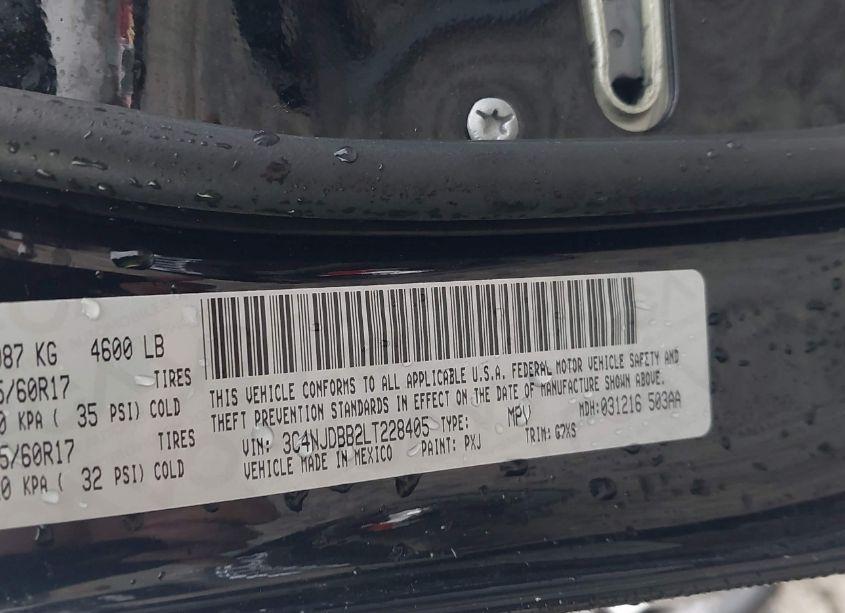 087 KG 4600 LB
5/60R17 TIRES
0 KPA ( 35 PSI) COLD
5/60R17 TIRES
0 KPA ( 32 PSI) COLD
THIS VEHICLE CONFORMS TO ALL APPLICABLE U.S.A. FEDERAL MOTOR VEHICLE SAFETY AND
THEFT PREVENTION STANDARDS IN EFFECT ON THE DATE OF MANUFACTURE SHOWN ABOVE.
VIN: 3C4NJDBB2LT228405 TYPE: MPV MDH:031216 503AA
VEHICLE MADE IN MEXICO PAINT: PXJ TRIM: G7XS